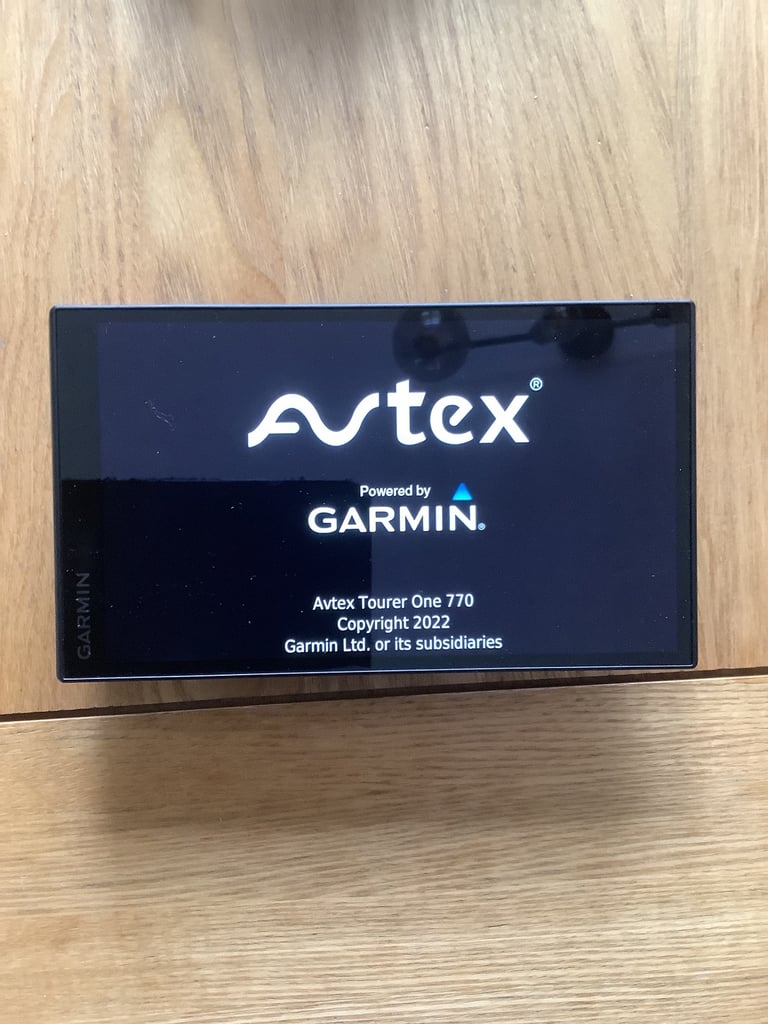 Avtex®
Powered by
GARMIN®
Avtex Tourer One 770
Copyright 2022
Garmin Ltd. or its subsidiaries
GARMIN